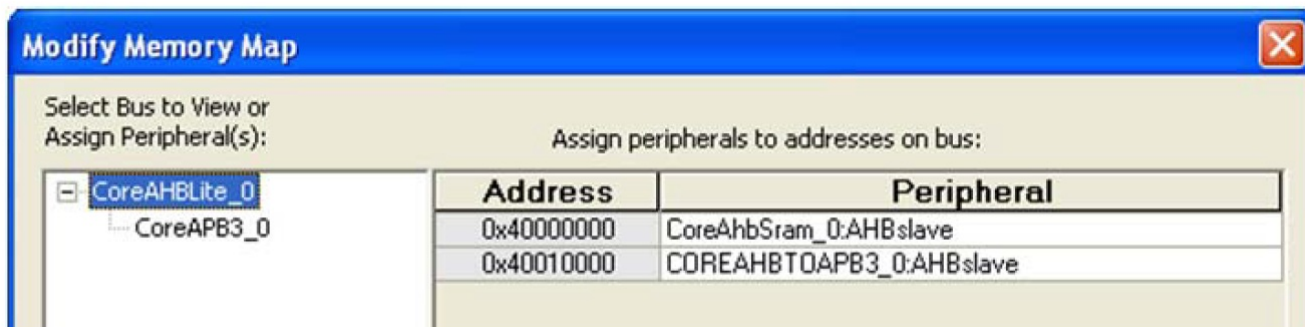 Modify Memory Map
Select Bus to View or
Assign Peripheral(s):
Assign peripherals to addresses on bus:
CoreAHBLite_0
CoreAPB3_0
Address Peripheral
0x40000000 CoreAhbSram_0:AHBslave
0x40010000 COREAHBTOAPB3_0:AHBslave